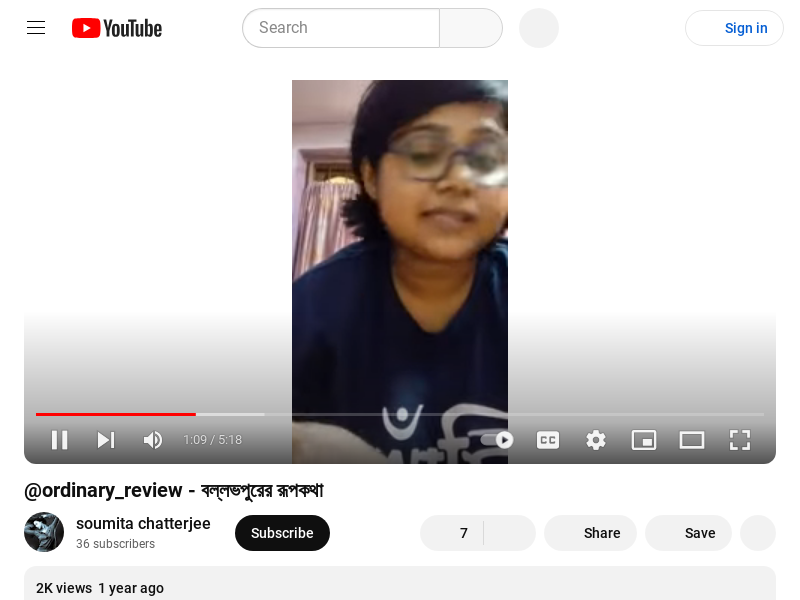 YouTube
Search
Sign in
1:09 / 5:18
CC
@ordinary_review - বল্লভপুরের রূপকথা
soumita chatterjee
36 subscribers
Subscribe
7
Share
Save
2K views 1 year ago